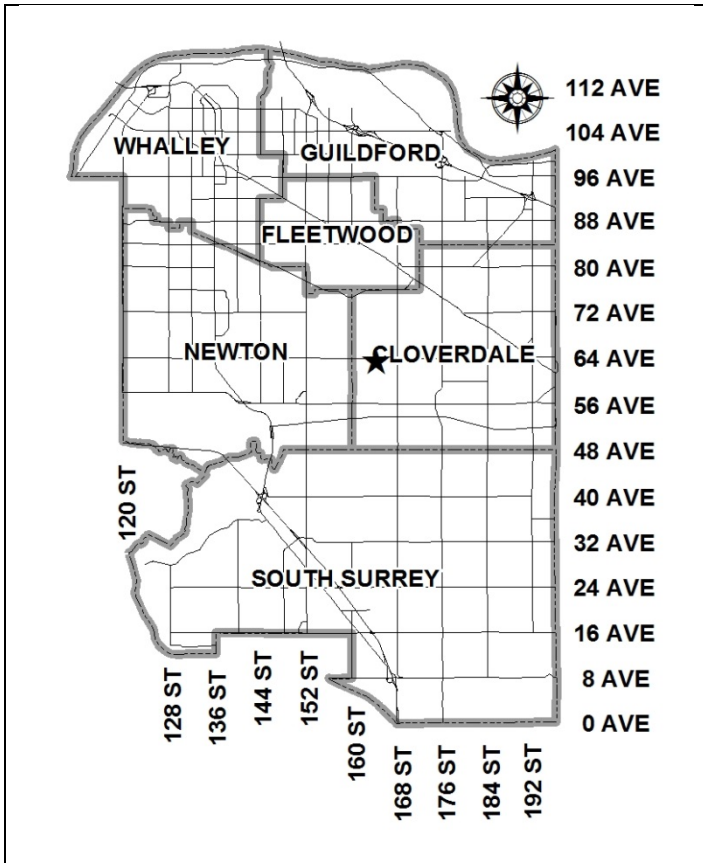 112 AVE
104 AVE
WHALLEY
GUILDFORD
96 AVE
88 AVE
FLEETWOOD
80 AVE
72 AVE
NEWTON
CLOVERDALE
64 AVE
56 AVE
48 AVE
120 ST
40 AVE
32 AVE
SOUTH SURREY
24 AVE
16 AVE
128 ST
136 ST
144 ST
152 ST
160 ST
8 AVE
0 AVE
168 ST
176 ST
184 ST
192 ST